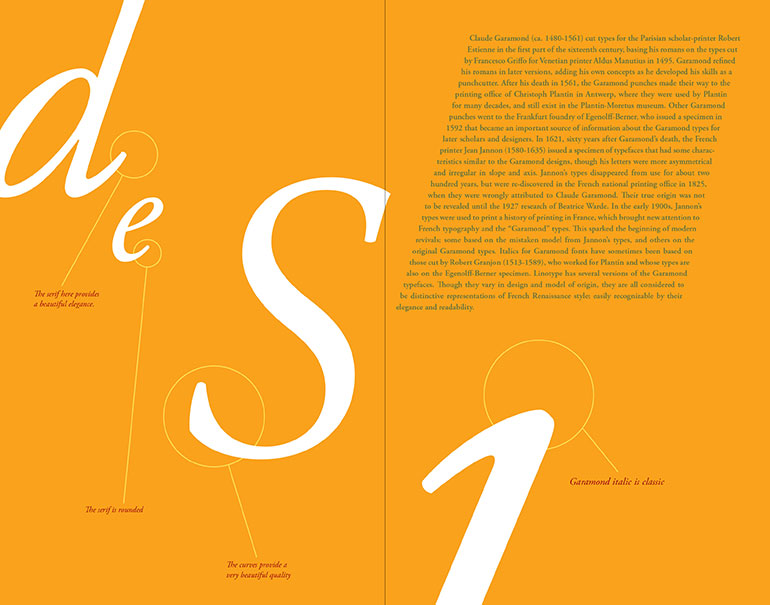 d
e
S
1
The serif here provides
a beautiful elegance.
The serif is rounded
The curves provide a
very beautiful quality
Claude Garamond (ca. 1480-1561) cut types for the Parisian scholar-printer Robert
Estienne in the first part of the sixteenth century, basing his romans on the types cut
by Francesco Griffo for Venetian printer Aldus Manutius in 1495. Garamond refined
his romans in later versions, adding his own concepts as he developed his skills as a
punchcutter. After his death in 1561, the Garamond punches made their way to the
printing office of Christoph Plantin in Antwerp, where they were used by Plantin
for many decades, and still exist in the Plantin-Moretus museum. Other Garamond
punches went to the Frankfurt foundry of Egenolff-Berner, who issued a specimen in
1592 that became an important source of information about the Garamond types for
later scholars and designers. In 1621, sixty years after Garamond's death, the French
printer Jean Jannon (1580-1635) issued a specimen of typefaces that had some charac-
teristics similar to the Garamond designs, though his letters were more asymmetrical
and irregular in slope and axis. Jannon's types disappeared from use for about two
hundred years, but were re-discovered in the French national printing office in 1825,
when they were wrongly attributed to Claude Garamond. Their true origin was not
to be revealed until the 1927 research of Beatrice Warde. In the early 1900s, Jannon's
types were used to print a history of printing in France, which brought new attention to
French typography and the "Garamond" types. This sparked the beginning of modern
revivals; some based on the mistaken model from Jannon's types, and others on the
original Garamond types. Italics for Garamond fonts have sometimes been based on
those cut by Robert Granjon (1513-1589), who worked for Plantin and whose types are
also on the Egenolff-Berner specimen. Linotype has several versions of the Garamond
typefaces. Though they vary in design and model of origin, they are all considered to
be distinctive representations of French Renaissance style; easily recognizable by their
elegance and readability.
Garamond italic is classic